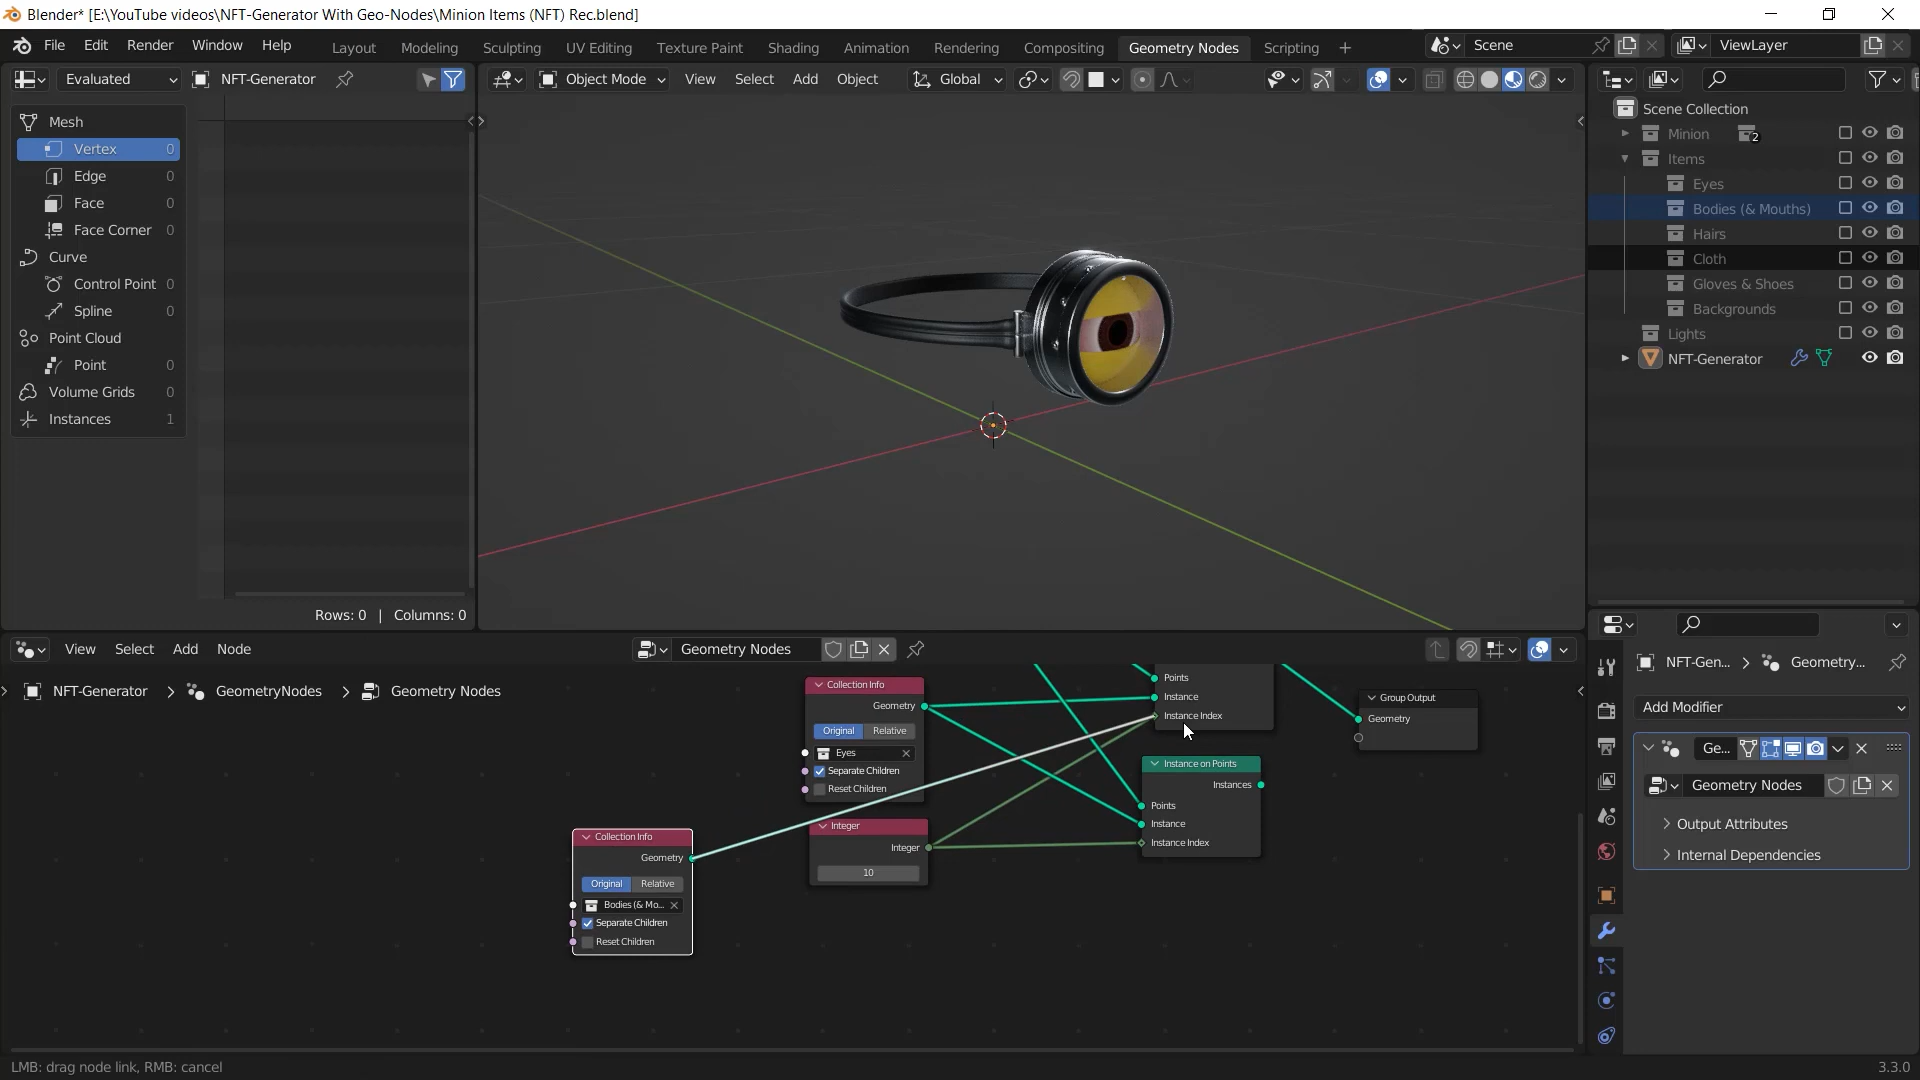 Blender* [E:\YouTube videos\NFT-Generator With Geo-Nodes\Minion Items (NFT) Rec.blend]
File Edit Render Window Help Layout Modeling Sculpting UV Editing Texture Paint Shading Animation Rendering Compositing Geometry Nodes Scripting + Scene ViewLayer
Evaluated NFT-Generator Object Mode View Select Add Object Global
Mesh
Vertex 0
Edge 0
Face 0
Face Corner 0
Curve
Control Point 0
Spline 0
Point Cloud
Point 0
Volume Grids 0
Instances 1
Rows: 0 | Columns: 0
Scene Collection
Minion 2
Items
Eyes
Bodies (& Mouths)
Hairs
Cloth
Gloves & Shoes
Backgrounds
Lights
NFT-Generator
View Select Add Node Geometry Nodes
NFT-Generator > GeometryNodes > Geometry Nodes
Collection Info
Geometry
Original Relative
Eyes
Separate Children
Reset Children
Integer
Integer
10
Collection Info
Geometry
Original Relative
Bodies (& Mo...
Separate Children
Reset Children
Points
Instance
Instance Index
Instance on Points
Instances
Points
Instance
Instance Index
Group Output
Geometry
NFT-Gen... > Geometry...
Add Modifier
Ge...
Geometry Nodes
Output Attributes
Internal Dependencies
LMB: drag node link, RMB: cancel
3.3.0